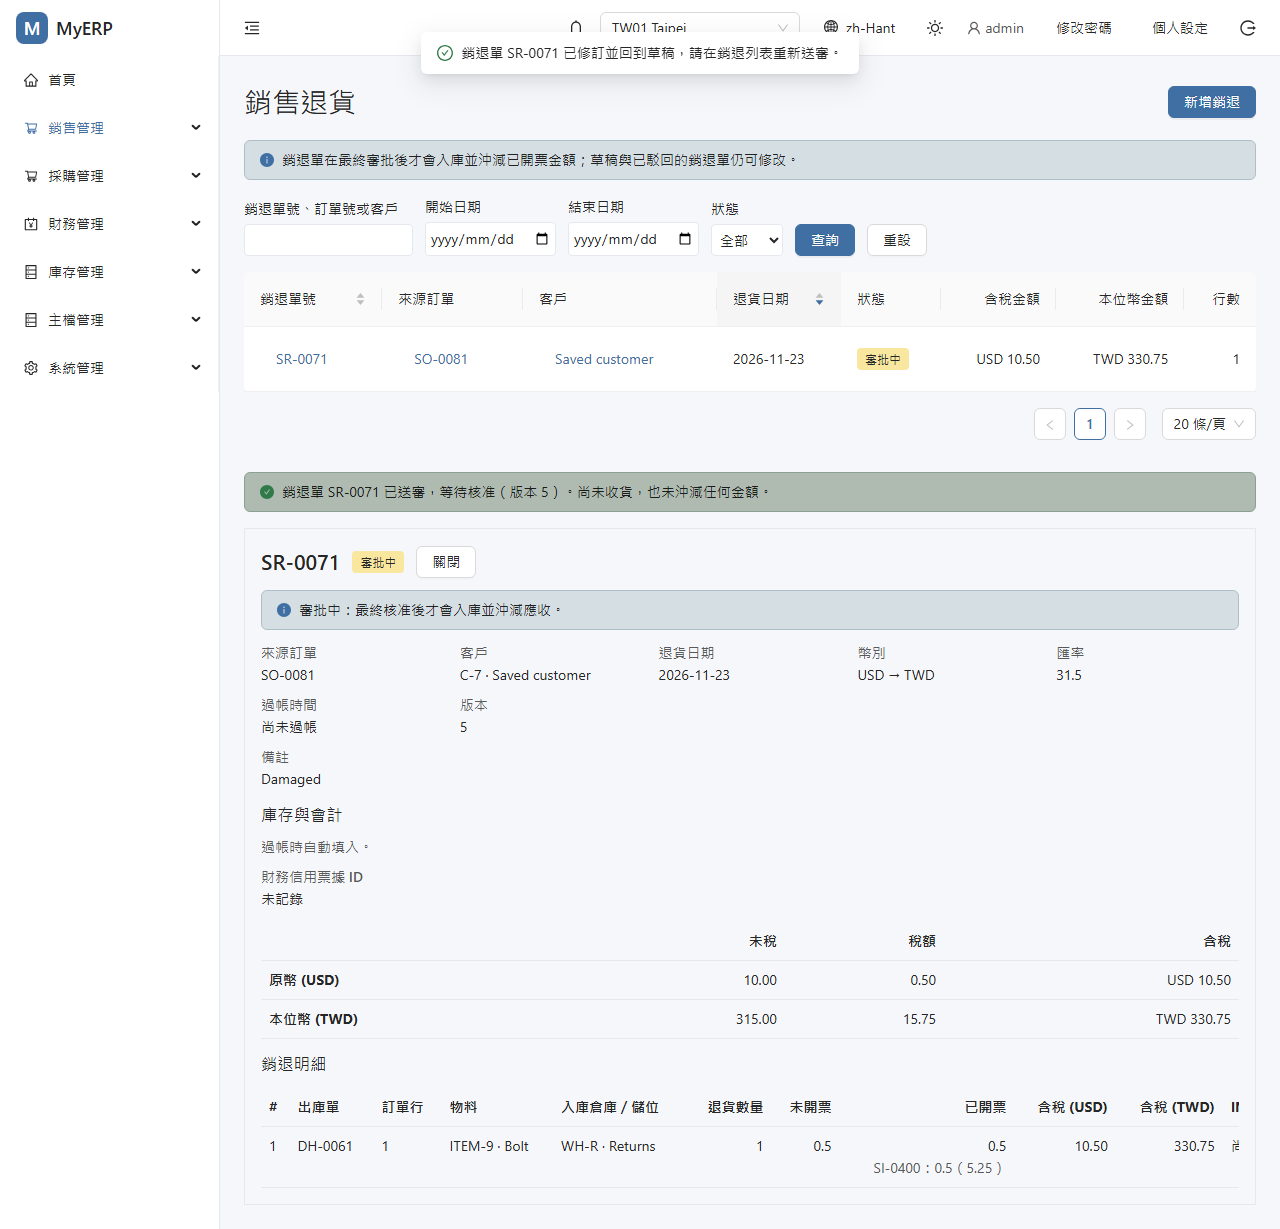 MyERP
TW01 Taipei
zh-Hant
admin
修改密碼
個人設定
銷退單 SR-0071 已修訂並回到草稿，請在銷退列表重新送審。
首頁
銷售管理
採購管理
財務管理
庫存管理
主檔管理
系統管理
銷售退貨
新增銷退
銷退單在最終審批後才會入庫並沖減已開票金額；草稿與已駁回的銷退單仍可修改。
銷退單號、訂單號或客戶
開始日期
結束日期
狀態
yyyy/mm/dd
yyyy/mm/dd
全部
查詢
重設
銷退單號 來源訂單 客戶 退貨日期 狀態 含稅金額 本位幣金額 行數
SR-0071 SO-0081 Saved customer 2026-11-23 審批中 USD 10.50 TWD 330.75 1
1
20 條/頁
銷退單 SR-0071 已送審，等待核准（版本 5）。尚未收貨，也未沖減任何金額。
SR-0071 審批中 關閉
審批中：最終核准後才會入庫並沖減應收。
來源訂單 客戶 退貨日期 幣別 匯率
SO-0081 C-7 · Saved customer 2026-11-23 USD → TWD 31.5
過帳時間 版本
尚未過帳 5
備註
Damaged
庫存與會計
過帳時自動填入。
財務信用票據 ID
未記錄
未稅 稅額 含稅
原幣 (USD) 10.00 0.50 USD 10.50
本位幣 (TWD) 315.00 15.75 TWD 330.75
銷退明細
# 出庫單 訂單行 物料 入庫倉庫 / 儲位 退貨數量 未開票 已開票 含稅 (USD) 含稅 (TWD)
1 DH-0061 1 ITEM-9 · Bolt WH-R · Returns 1 0.5 0.5 10.50 330.75
SI-0400：0.5（5.25）